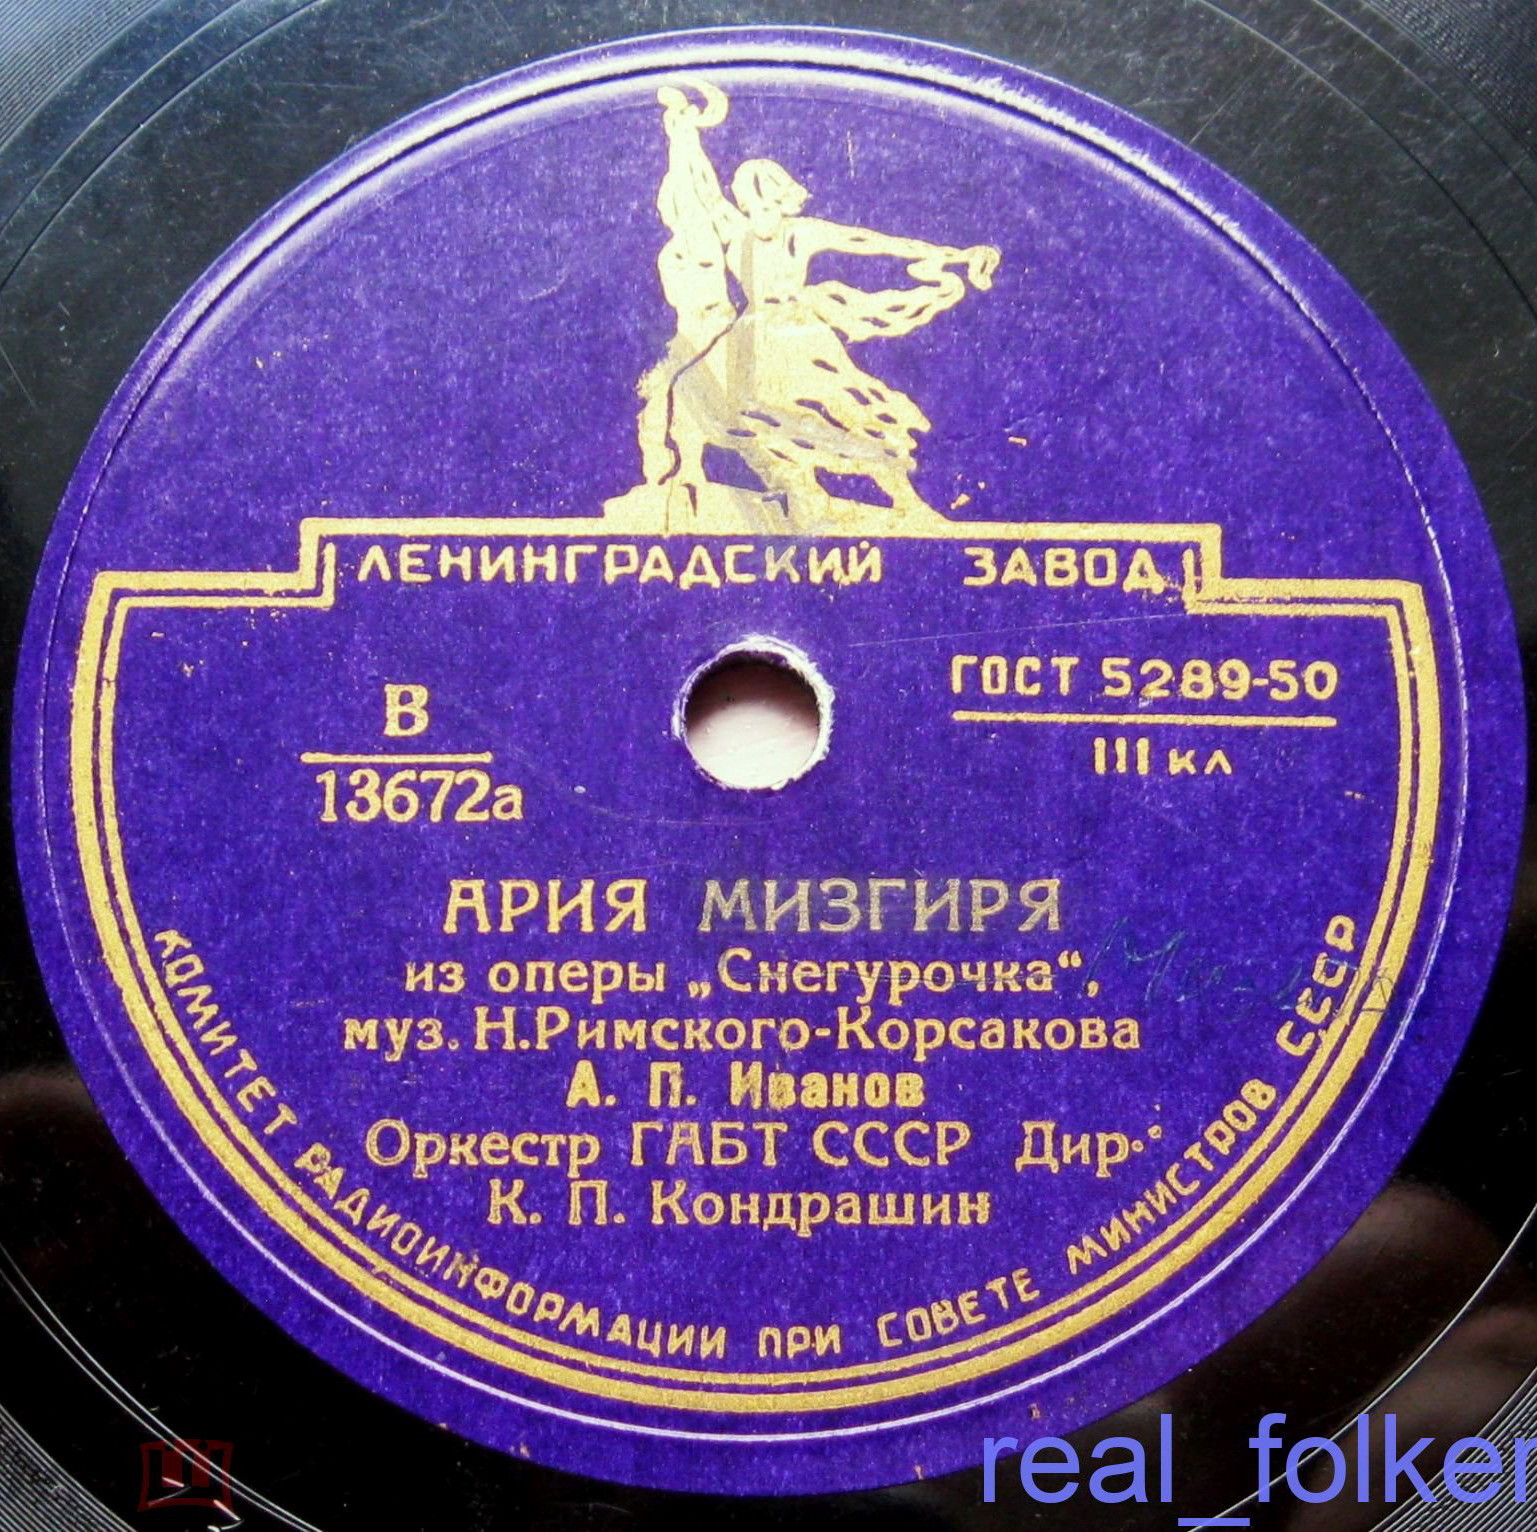 ЛЕНИНГРАДСКИЙ ЗАВОД
В
13672а
ГОСТ 5289-50
III кл
АРИЯ МИЗГИРЯ
из оперы „Снегурочка“,
муз. Н.Римского-Корсакова
А. П. Иванов
Оркестр ГАБТ СССР Дир.:
К. П. Кондрашин
КОМИТЕТ РАДИОИНФОРМАЦИИ ПРИ СОВЕТЕ МИНИСТРОВ СССР
real_folker